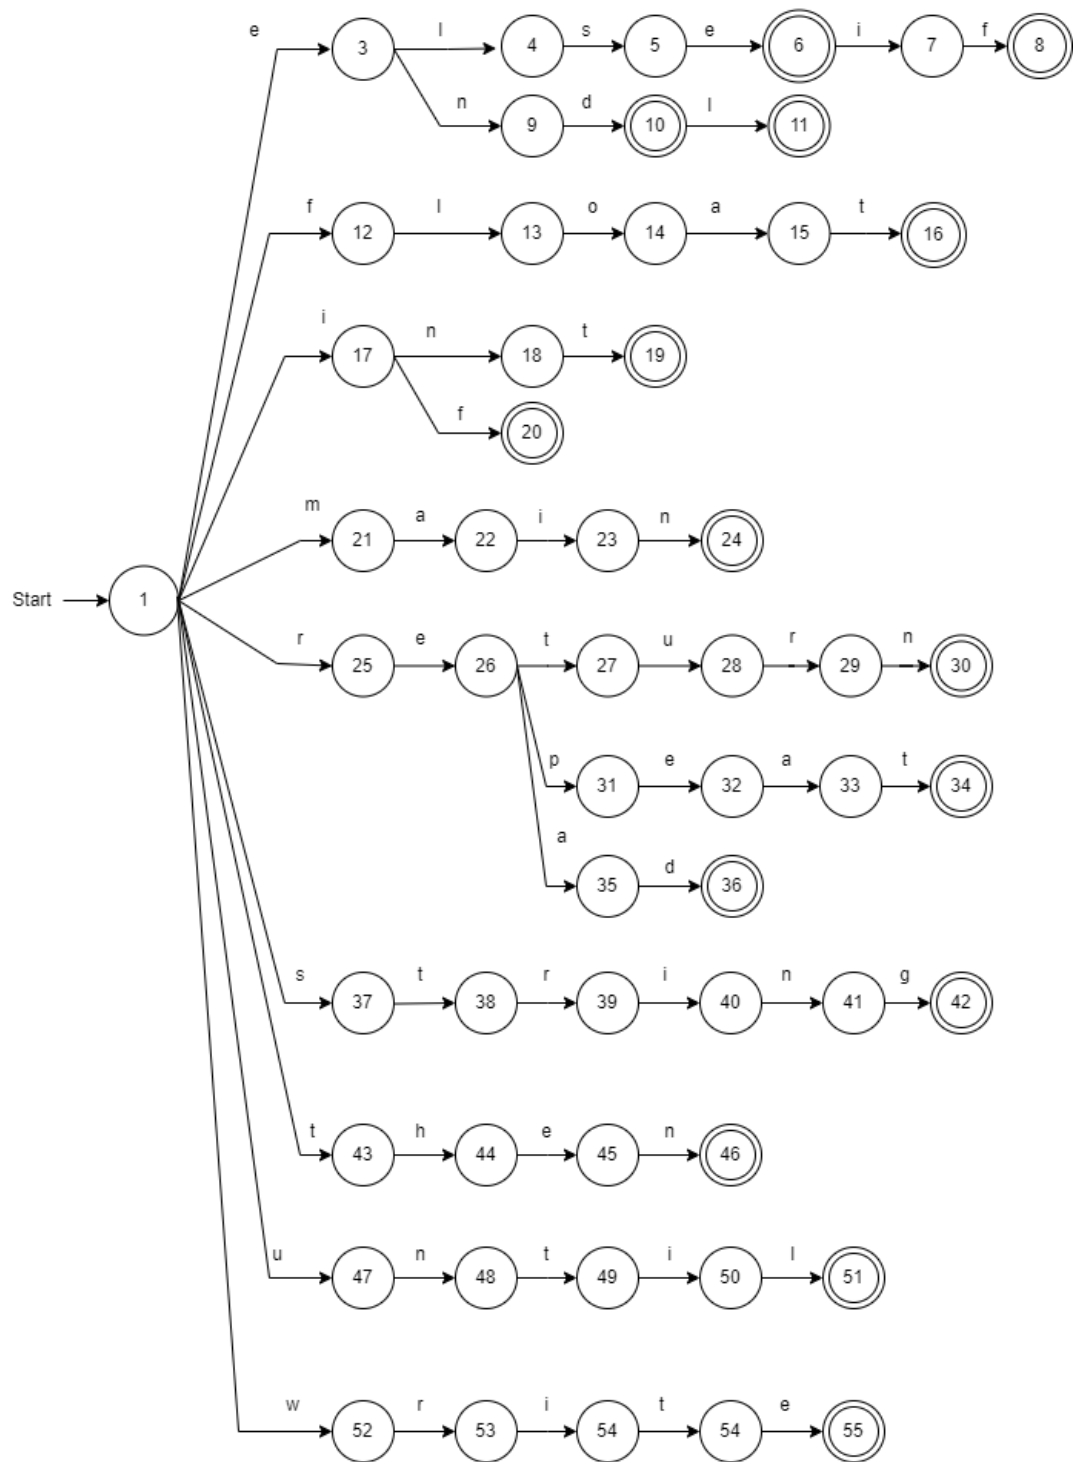 e 3 l 4 s 5 e 6 i 7 f 8
n 9 d 10 l 11
f 12 l 13 o 14 a 15 t 16
i 17 n 18 t 19
f 20
m 21 a 22 i 23 n 24
Start 1
r 25 e 26 t 27 u 28 r 29 n 30
p 31 e 32 a 33 t 34
a 35 d 36
s 37 t 38 r 39 i 40 n 41 g 42
t 43 h 44 e 45 n 46
u 47 n 48 t 49 i 50 l 51
w 52 r 53 i 54 t 54 e 55